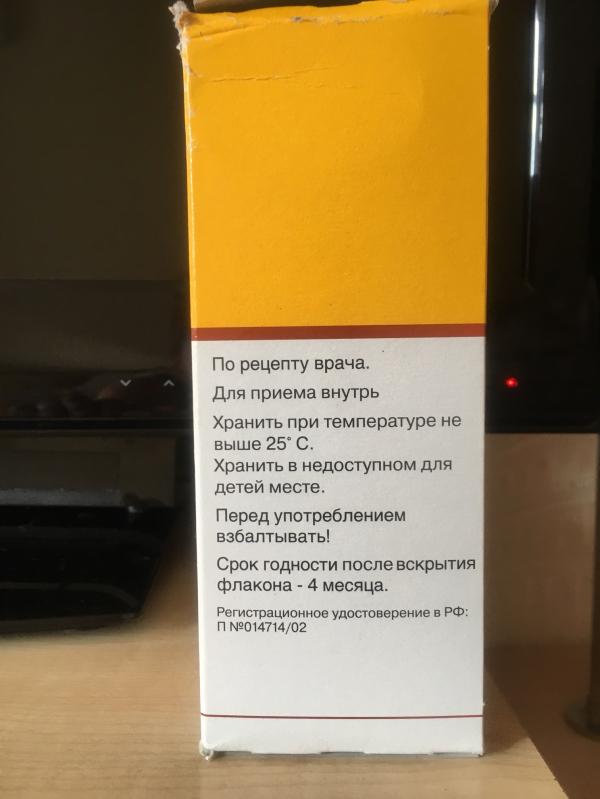 По рецепту врача.
Для приема внутрь
Хранить при температуре не
выше 25° С.
Хранить в недоступном для
детей месте.
Перед употреблением
взбалтывать!
Срок годности после вскрытия
флакона - 4 месяца.
Регистрационное удостоверение в РФ:
П №014714/02